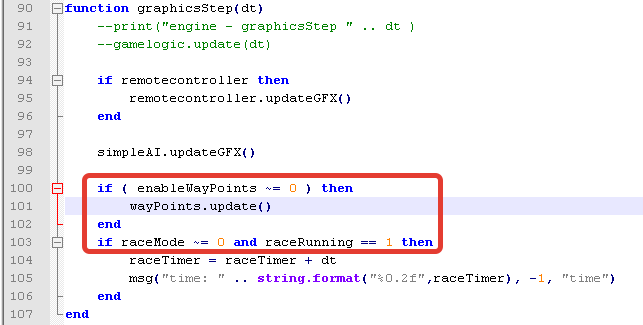 90 function graphicsStep(dt)
91 --print("engine - graphicsStep " .. dt )
92 --gamelogic.update(dt)
93
94 if remotecontroller then
95 remotecontroller.updateGFX()
96 end
97
98 simpleAI.updateGFX()
99
100 if ( enableWayPoints ~= 0 ) then
101 wayPoints.update()
102 end
103 if raceMode ~= 0 and raceRunning == 1 then
104 raceTimer = raceTimer + dt
105 msg("time: " .. string.format("%0.2f",raceTimer), -1, "time")
106 end
107 end